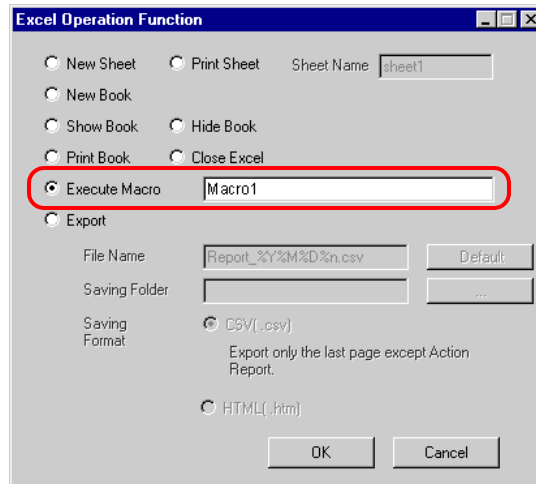 Excel Operation Function
New Sheet Print Sheet Sheet Name sheet1
New Book
Show Book Hide Book
Print Book Close Excel
Execute Macro Macro1
Export
File Name Report_%Y%M%D%n.csv Default
Saving Folder ...
Saving
Format
CSV( .csv)
Export only the last page except Action
Report.
HTML( .htm)
OK Cancel